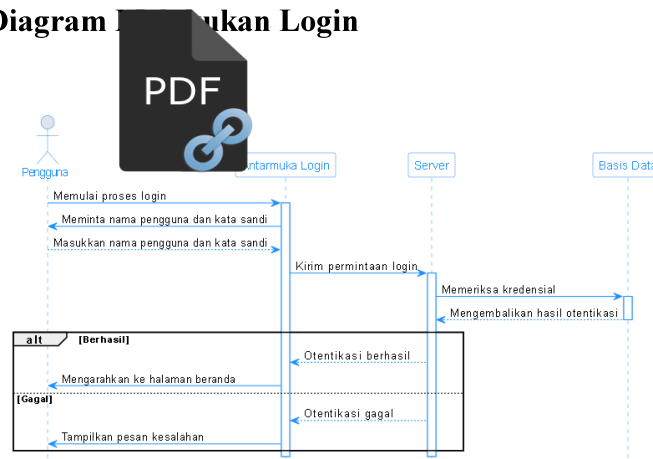 Diagram ukan Login
PDF
Pengguna
Antarmuka Login
Server
Basis Data
Memulai proses login
Meminta nama pengguna dan kata sandi
Masukkan nama pengguna dan kata sandi
Kirim permintaan login
Memeriksa kredensial
Mengembalikan hasil otentikasi
alt [Berhasil]
Otentikasi berhasil
Mengarahkan ke halaman beranda
[Gagal]
Otentikasi gagal
Tampilkan pesan kesalahan